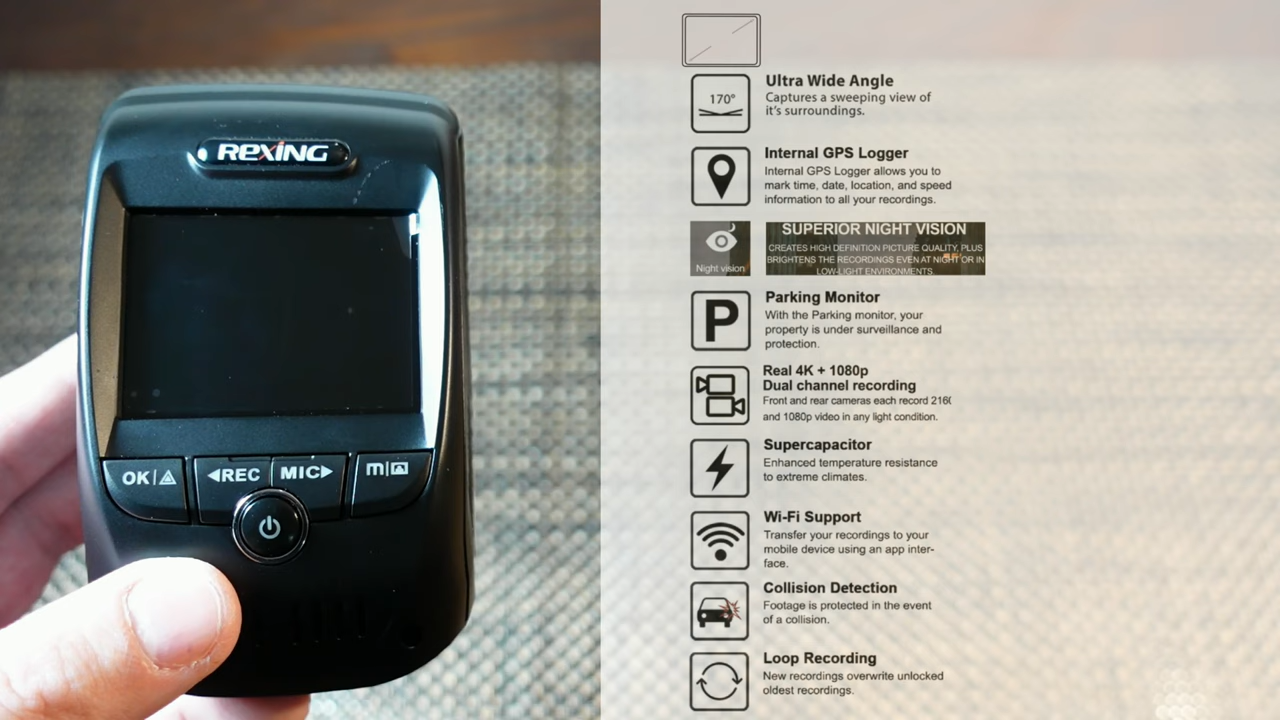 REXING
OK
◀REC
MIC▶
m
170°
Ultra Wide Angle
Captures a sweeping view of
it's surroundings.
Internal GPS Logger
Internal GPS Logger allows you to
mark time, date, location, and speed
information to all your recordings.
Night vision
SUPERIOR NIGHT VISION
CREATES HIGH DEFINITION PICTURE QUALITY, PLUS
BRIGHTENS THE RECORDINGS EVEN AT NIGHT OR IN
LOW-LIGHT ENVIRONMENTS.
P
Parking Monitor
With the Parking monitor, your
property is under surveillance and
protection.
Real 4K + 1080p
Dual channel recording
Front and rear cameras each record 216
and 1080p video in any light condition.
Supercapacitor
Enhanced temperature resistance
to extreme climates.
Wi-Fi Support
Transfer your recordings to your
mobile device using an app inter-
face.
Collision Detection
Footage is protected in the event
of a collision.
Loop Recording
New recordings overwrite unlocked
oldest recordings.